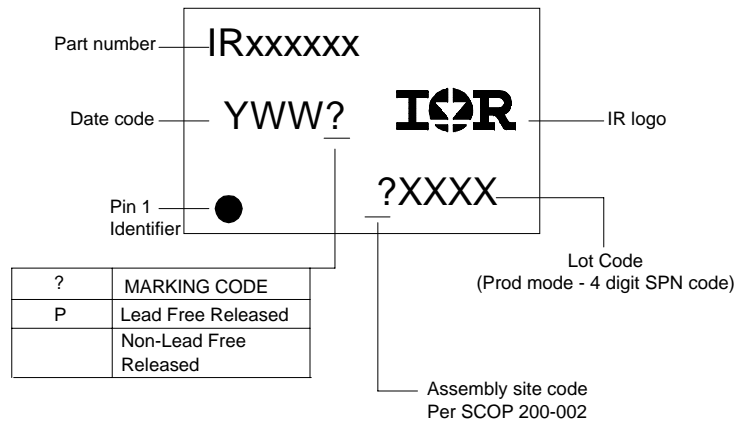 Part number
IRxxxxxx
Date code
YWW?
IOR
IR logo
?XXXX
Pin 1
Identifier
Lot Code
(Prod mode - 4 digit SPN code)
? MARKING CODE
P Lead Free Released
Non-Lead Free
Released
Assembly site code
Per SCOP 200-002